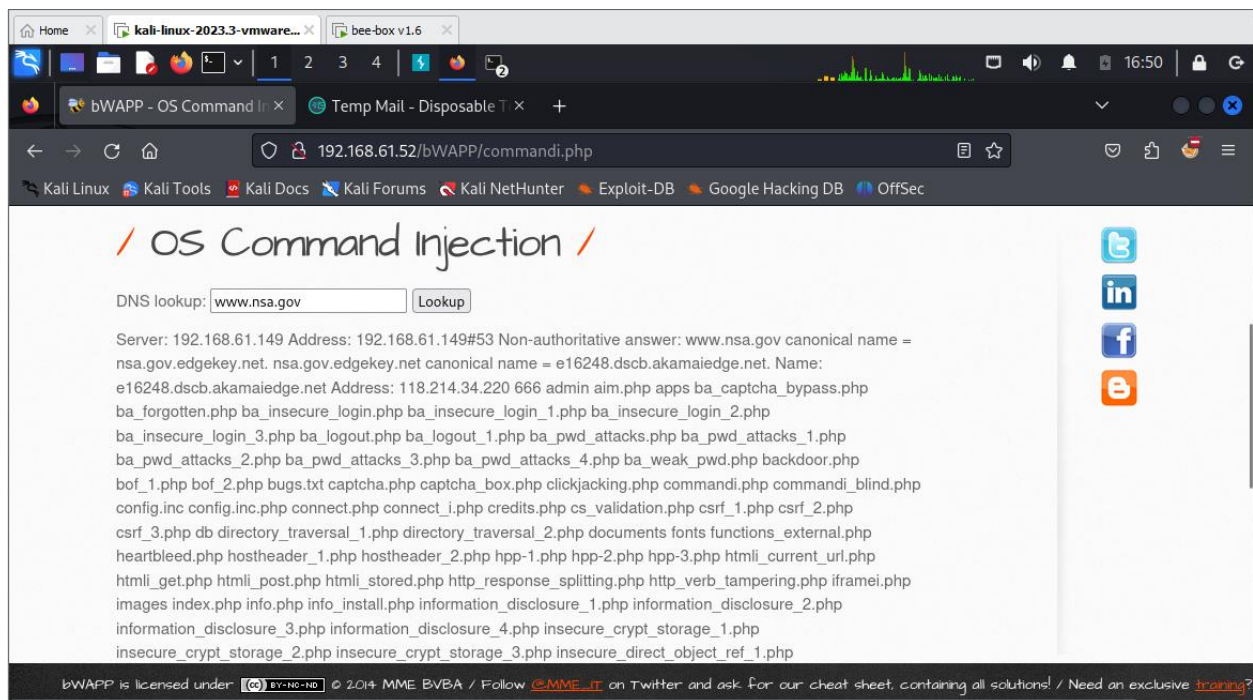 Home
kali-linux-2023.3-vmware...
bee-box v1.6
1 2 3 4
2
16:50
bWAPP - OS Command In
Temp Mail - Disposable T
192.168.61.52/bWAPP/commandi.php
Kali Linux Kali Tools Kali Docs Kali Forums Kali NetHunter Exploit-DB Google Hacking DB OffSec
/ OS Command Injection /
DNS lookup: www.nsa.gov Lookup
Server: 192.168.61.149 Address: 192.168.61.149#53 Non-authoritative answer: www.nsa.gov canonical name =
nsa.gov.edgekey.net. nsa.gov.edgekey.net canonical name = e16248.dscb.akamaiedge.net. Name:
e16248.dscb.akamaiedge.net Address: 118.214.34.220 666 admin aim.php apps ba_captcha_bypass.php
ba_forgotten.php ba_insecure_login.php ba_insecure_login_1.php ba_insecure_login_2.php
ba_insecure_login_3.php ba_logout.php ba_logout_1.php ba_pwd_attacks.php ba_pwd_attacks_1.php
ba_pwd_attacks_2.php ba_pwd_attacks_3.php ba_pwd_attacks_4.php ba_weak_pwd.php backdoor.php
bof_1.php bof_2.php bugs.txt captcha.php captcha_box.php clickjacking.php commandi.php commandi_blind.php
config.inc config.inc.php connect.php connect_i.php credits.php cs_validation.php csrf_1.php csrf_2.php
csrf_3.php db directory_traversal_1.php directory_traversal_2.php documents fonts functions_external.php
heartbleed.php hostheader_1.php hostheader_2.php hpp-1.php hpp-2.php hpp-3.php htmli_current_url.php
htmli_get.php htmli_post.php htmli_stored.php http_response_splitting.php http_verb_tampering.php iframei.php
images index.php info.php info_install.php information_disclosure_1.php information_disclosure_2.php
information_disclosure_3.php information_disclosure_4.php insecure_crypt_storage_1.php
insecure_crypt_storage_2.php insecure_crypt_storage_3.php insecure_direct_object_ref_1.php
bWAPP is licensed under (cc) BY-NC-ND © 2014 MME BVBA / Follow @MME_IT on Twitter and ask for our cheat sheet, containing all solutions! / Need an exclusive training?